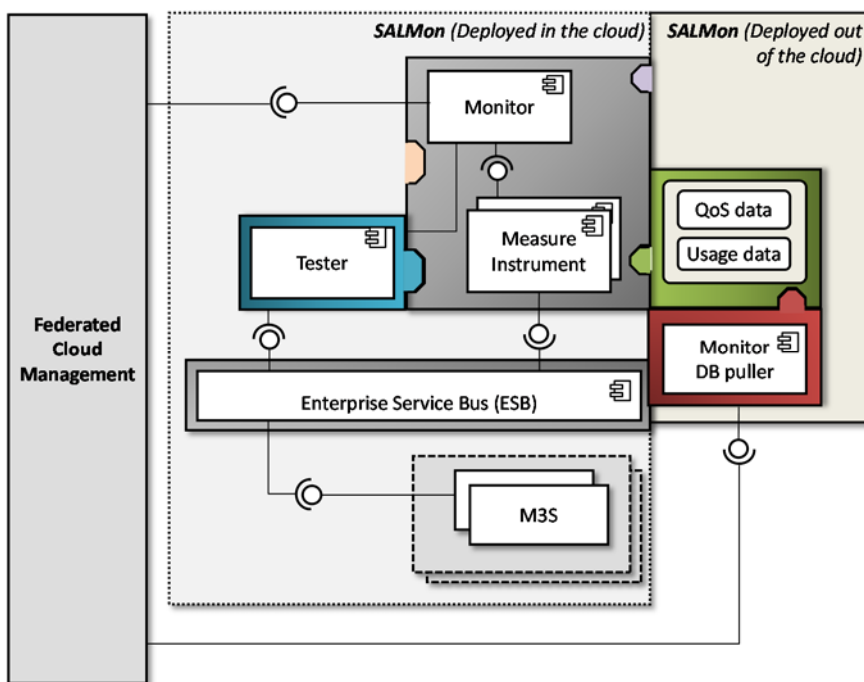 SALMon (Deployed in the cloud)
SALMon (Deployed out
of the cloud)
Monitor
QoS data
Usage data
Measure
Instrument
Tester
Federated
Cloud
Management
Monitor
DB puller
Enterprise Service Bus (ESB)
M3S